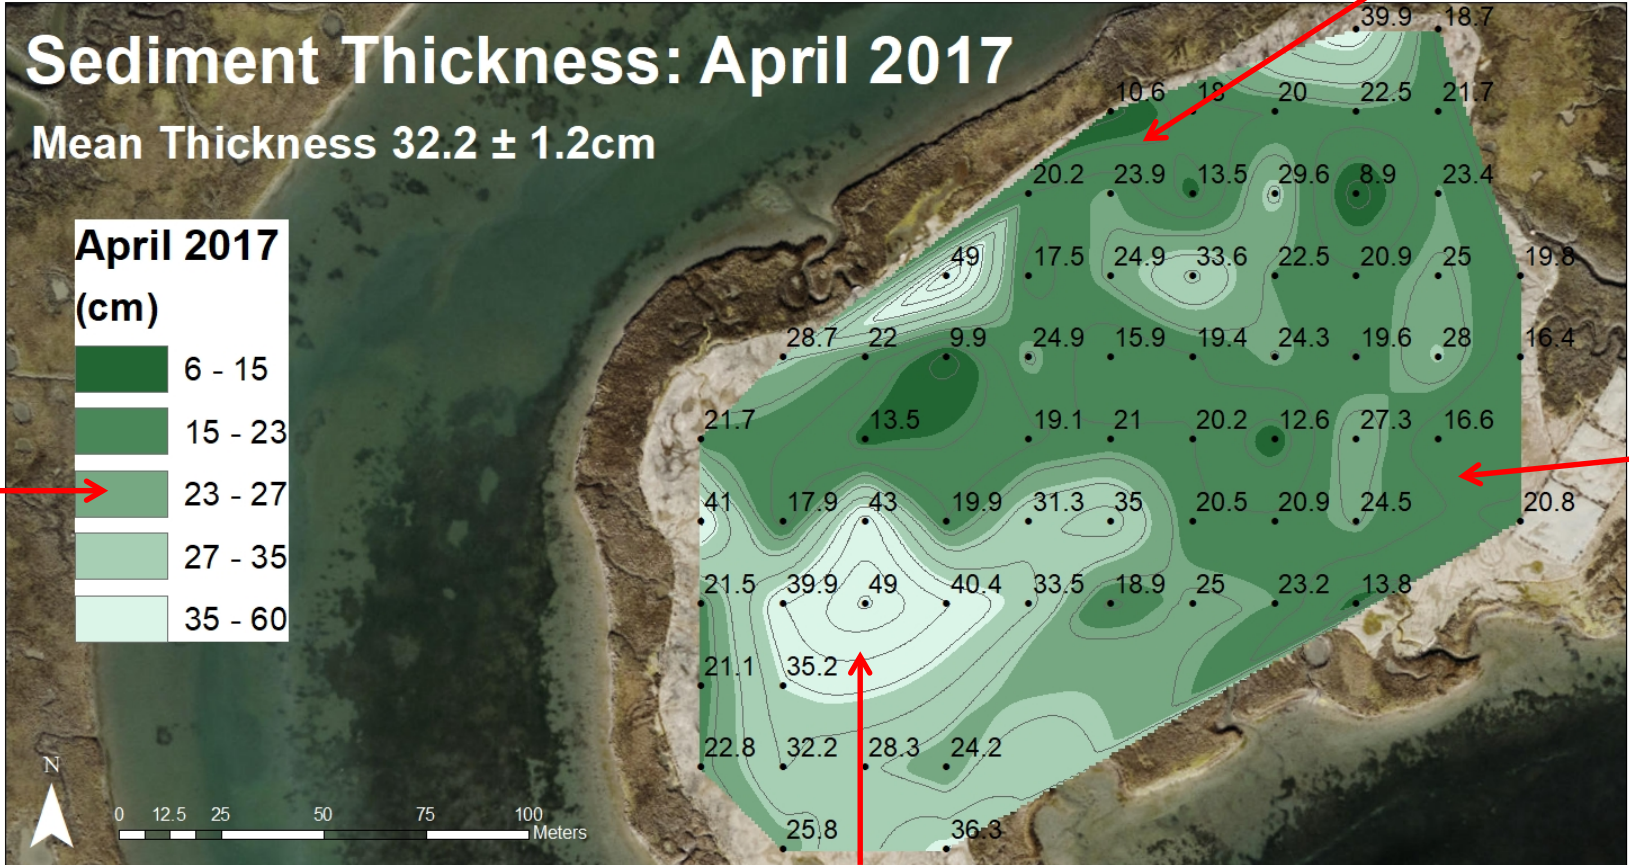 Sediment Thickness: April 2017
Mean Thickness 32.2 ± 1.2cm
April 2017
(cm)
6 - 15
15 - 23
23 - 27
27 - 35
35 - 60
39.9 18.7
10.6 18 20 22.5 21.7
20.2 23.9 13.5 29.6 8.9 23.4
49 17.5 24.9 33.6 22.5 20.9 25 19.8
28.7 22 9.9 24.9 15.9 19.4 24.3 19.6 28 16.4
21.7 13.5 19.1 21 20.2 12.6 27.3 16.6
41 17.9 43 19.9 31.3 35 20.5 20.9 24.5 20.8
21.5 39.9 49 40.4 33.5 18.9 25 23.2 13.8
21.1 35.2
22.8 32.2 28.3 24.2
25.8 36.3
N
0 12.5 25 50 75 100
Meters